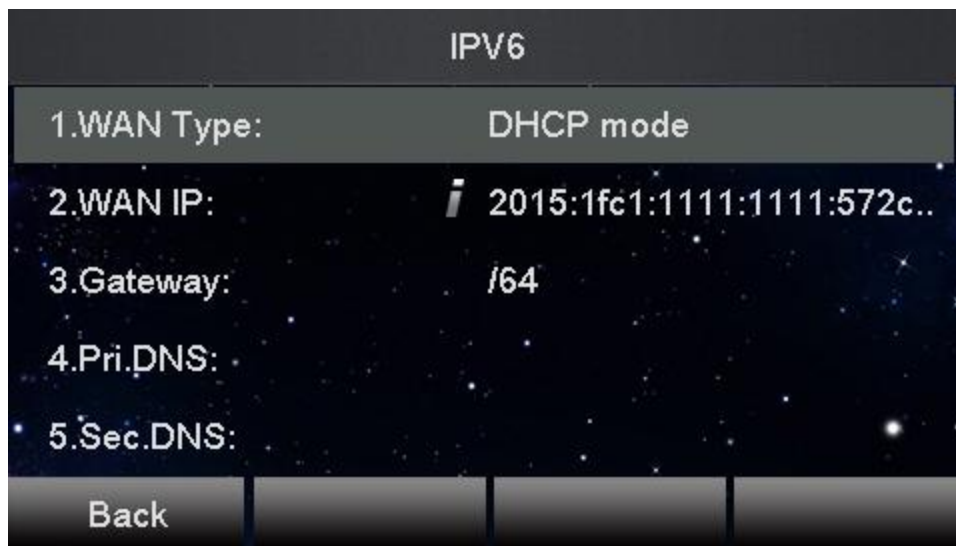 IPV6
1.WAN Type: DHCP mode
2.WAN IP: i 2015:1fc1:1111:1111:572c..
3.Gateway: /64
4.Pri.DNS:
5.Sec.DNS:
Back